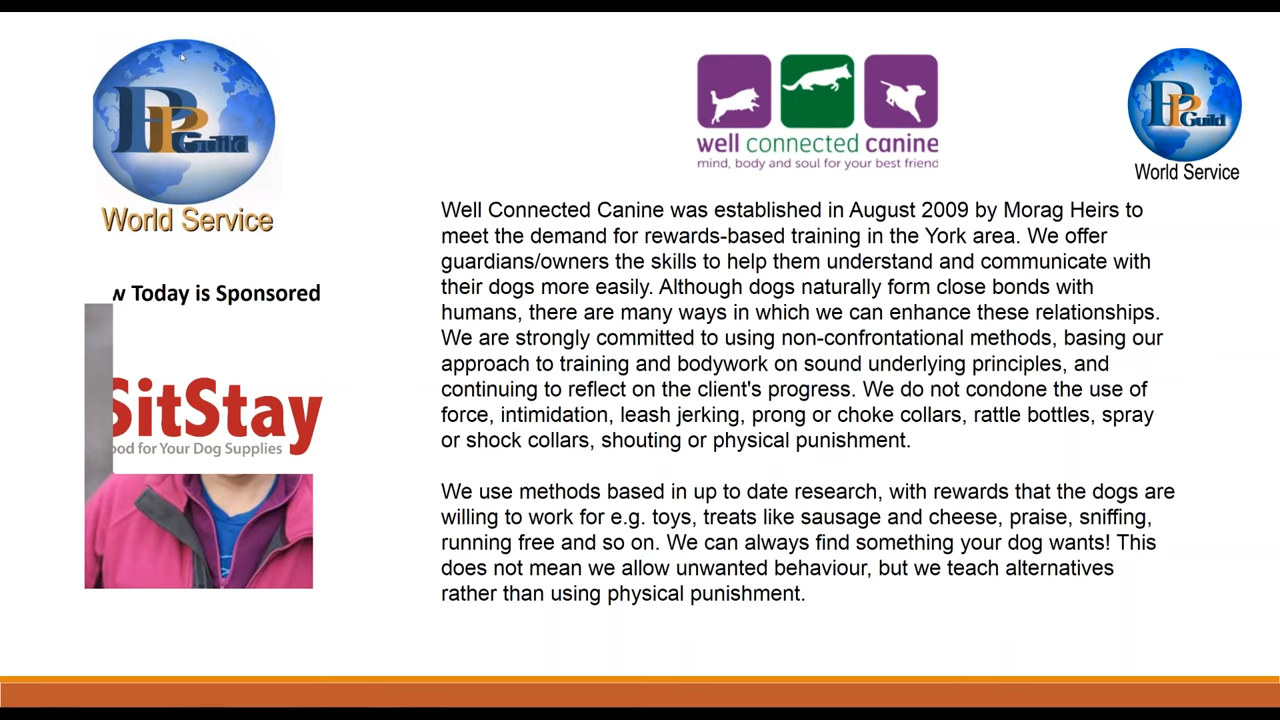 PPGuild
World Service
w Today is Sponsored
SitStay
ood for Your Dog Supplies
well connected canine
mind, body and soul for your best friend
PPGuild
World Service
Well Connected Canine was established in August 2009 by Morag Heirs to
meet the demand for rewards-based training in the York area. We offer
guardians/owners the skills to help them understand and communicate with
their dogs more easily. Although dogs naturally form close bonds with
humans, there are many ways in which we can enhance these relationships.
We are strongly committed to using non-confrontational methods, basing our
approach to training and bodywork on sound underlying principles, and
continuing to reflect on the client's progress. We do not condone the use of
force, intimidation, leash jerking, prong or choke collars, rattle bottles, spray
or shock collars, shouting or physical punishment.
We use methods based in up to date research, with rewards that the dogs are
willing to work for e.g. toys, treats like sausage and cheese, praise, sniffing,
running free and so on. We can always find something your dog wants! This
does not mean we allow unwanted behaviour, but we teach alternatives
rather than using physical punishment.